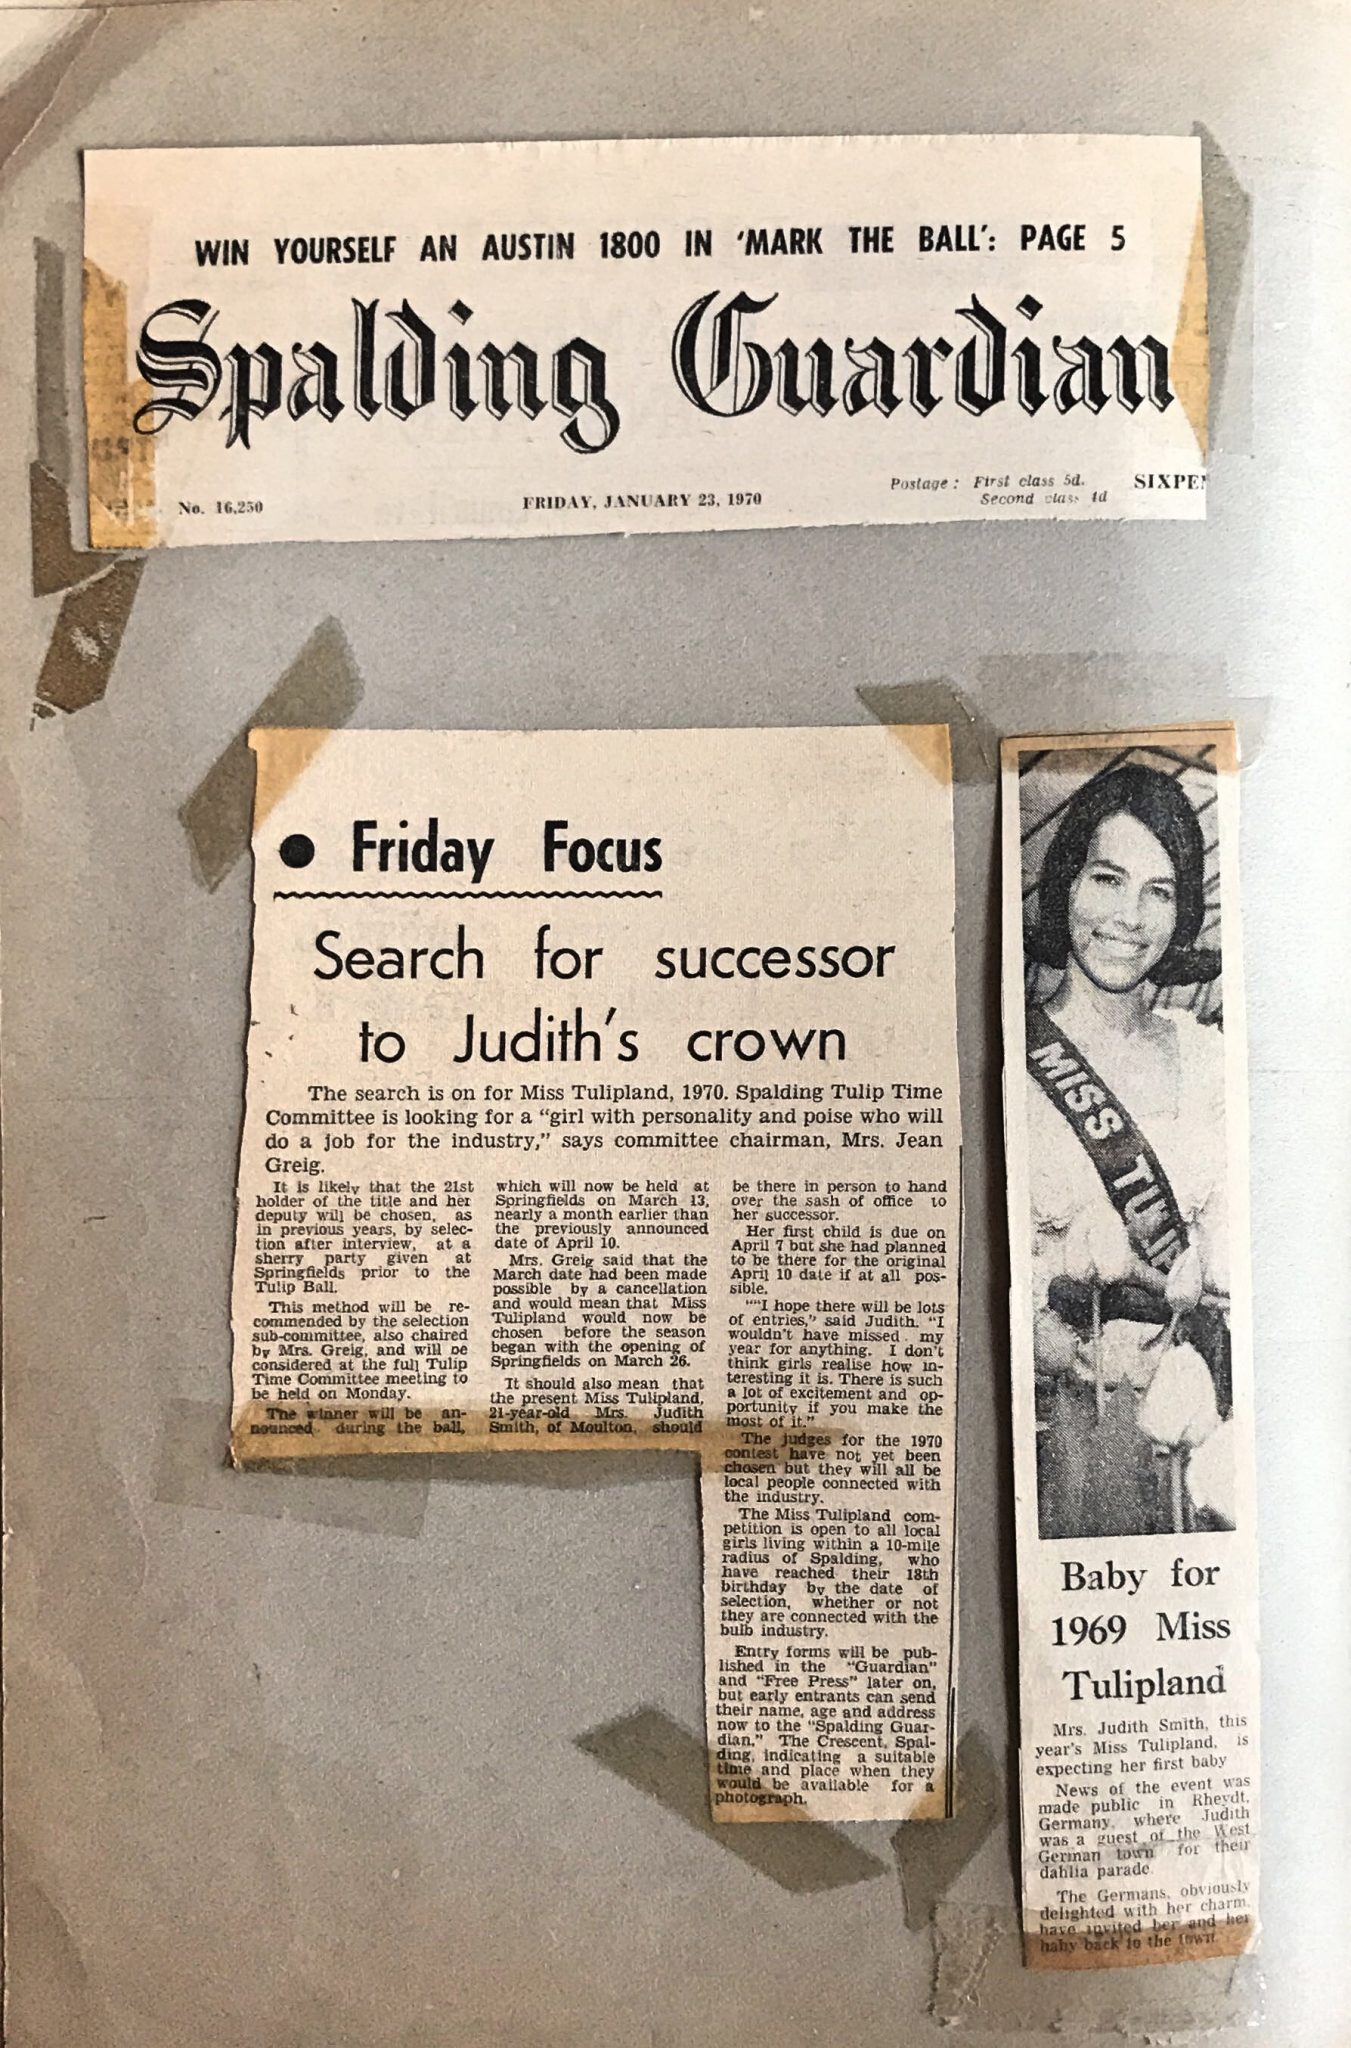 WIN YOURSELF AN AUSTIN 1800 IN 'MARK THE BALL': PAGE 5
Spalding Guardian
No. 16,250
FRIDAY, JANUARY 23, 1970
Postage : First class 5d.
Second class 4d
SIXPE
● Friday Focus
Search for successor
to Judith's crown
The search is on for Miss Tulipland, 1970. Spalding Tulip Time
Committee is looking for a "girl with personality and poise who will
do a job for the industry," says committee chairman, Mrs. Jean
Greig.
It is likely that the 21st
holder of the title and her
deputy will be chosen, as
in previous years, by selec-
tion after interview, at a
sherry party given at
Springfields prior to the
Tulip Ball.
This method will be re-
commended by the selection
sub-committee, also chaired
by Mrs. Greig, and will be
considered at the full Tulip
Time Committee meeting to
be held on Monday.
The winner will be an-
nounced during the ball,
which will now be held at
Springfields on March 13,
nearly a month earlier than
the previously announced
date of April 10.
Mrs. Greig said that the
March date had been made
possible by a cancellation
and would mean that Miss
Tulipland would now be
chosen before the season
began with the opening of
Springfields on March 26.
It should also mean that
the present Miss Tulipland,
21-year-old Mrs. Judith
Smith, of Moulton, should
be there in person to hand
over the sash of office to
her successor.
Her first child is due on
April 7 but she had planned
to be there for the original
April 10 date if at all pos-
sible.
""I hope there will be lots
of entries," said Judith. "I
wouldn't have missed my
year for anything. I don't
think girls realise how in-
teresting it is. There is such
a lot of excitement and op-
portunity if you make the
most of it."
The judges for the 1970
contest have not yet been
chosen but they will all be
local people connected with
the industry.
The Miss Tulipland com-
petition is open to all local
girls living within a 10-mile
radius of Spalding, who
have reached their 18th
birthday by the date of
selection, whether or not
they are connected with the
bulb industry.
Entry forms will be pub-
lished in the "Guardian"
and "Free Press" later on,
but early entrants can send
their name, age and address
now to the "Spalding Guar-
dian," The Crescent, Spal-
ding, indicating a suitable
time and place when they
would be available for a
photograph.
MISS TULIP
Baby for
1969 Miss
Tulipland
Mrs. Judith Smith, this
year's Miss Tulipland, is
expecting her first baby
News of the event was
made public in Rheydt,
Germany, where Judith
was a guest of the West
German town for their
dahlia parade
The Germans, obviously
delighted with her charm,
have invited her and her
baby back to the town